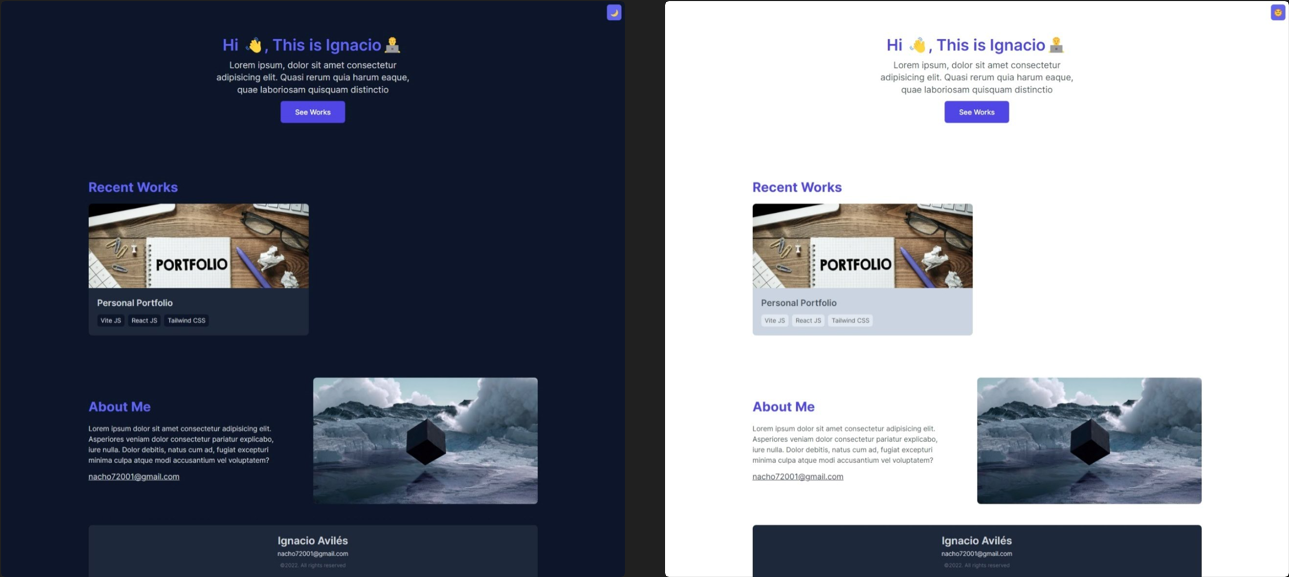 Hi 👋, This is Ignacio 👨‍💻
Lorem ipsum, dolor sit amet consectetur
adipisicing elit. Quasi rerum quia harum eaque,
quae laboriosam quisquam distinctio
See Works
Recent Works
PORTFOLIO
Personal Portfolio
Vite JS React JS Tailwind CSS
About Me
Lorem ipsum dolor sit amet consectetur adipisicing elit.
Asperiores veniam dolor consectetur pariatur explicabo,
iure nulla. Dolor debitis, natus cum ad, fugiat excepturi
minima culpa atque modi accusantium vel voluptatem?
nacho72001@gmail.com
Ignacio Avilés
nacho72001@gmail.com
©2022. All rights reserved
Hi 👋, This is Ignacio 👨‍💻
Lorem ipsum, dolor sit amet consectetur
adipisicing elit. Quasi rerum quia harum eaque,
quae laboriosam quisquam distinctio
See Works
Recent Works
PORTFOLIO
Personal Portfolio
Vite JS React JS Tailwind CSS
About Me
Lorem ipsum dolor sit amet consectetur adipisicing elit.
Asperiores veniam dolor consectetur pariatur explicabo,
iure nulla. Dolor debitis, natus cum ad, fugiat excepturi
minima culpa atque modi accusantium vel voluptatem?
nacho72001@gmail.com
Ignacio Avilés
nacho72001@gmail.com
©2022. All rights reserved